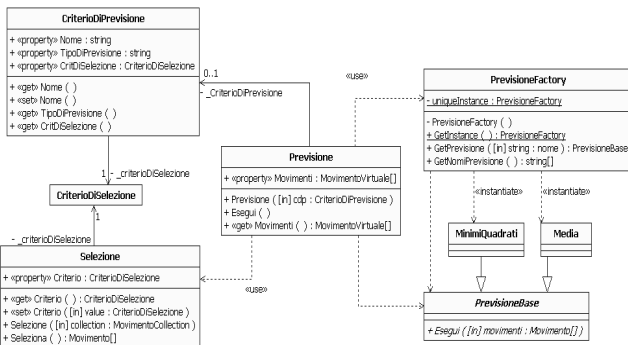 CriterioDiPrevisione
+ «property» Nome : string
+ «property» TipoDiPrevisione : string
+ «property» CritDiSelezione : CriterioDiSelezione
+ «get» Nome ( )
+ «set» Nome ( )
+ «get» TipoDiPrevisione ( )
+ «get» CritDiSelezione ( )
0..1
- _CriterioDiPrevisione
«use»
PrevisioneFactory
- uniqueInstance : PrevisioneFactory
- PrevisioneFactory ( )
+ GetInstance ( ) : PrevisioneFactory
+ GetPrevisione ( [in] string : nome ) : PrevisioneBase
+ GetNomiPrevisione ( ) : string[]
Previsione
+ «property» Movimenti : MovimentoVirtuale[]
+ Previsione ( [in] cdp : CriterioDiPrevisione )
+ Esegui ( )
+ «get» Movimenti ( ) : MovimentoVirtuale[]
1 - _criterioDiSelezione
CriterioDiSelezione
1
- _criterioDiSelezione
«instantiate»
«instantiate»
MinimiQuadrati
Media
Selezione
+ «property» Criterio : CriterioDiSelezione
+ «get» Criterio ( ) : CriterioDiSelezione
+ «set» Criterio ( [in] value : CriterioDiSelezione )
+ Selezione ( [in] collection : MovimentoCollection )
+ Seleziona ( ) : Movimento[]
«use»
PrevisioneBase
+ Esegui ( [in] movimenti : Movimento[] )